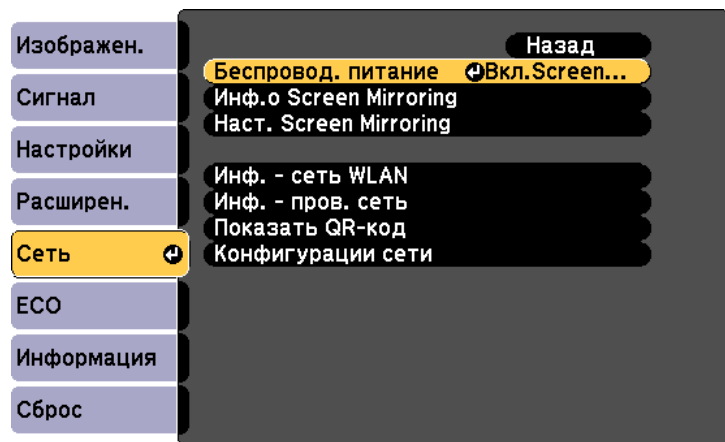 Изображен.
Сигнал
Настройки
Расширен.
Сеть
ECO
Информация
Сброс
Назад
Беспровод. питание Вкл.Screen...
Инф.о Screen Mirroring
Наст. Screen Mirroring
Инф. - сеть WLAN
Инф. - пров. сеть
Показать QR-код
Конфигурации сети